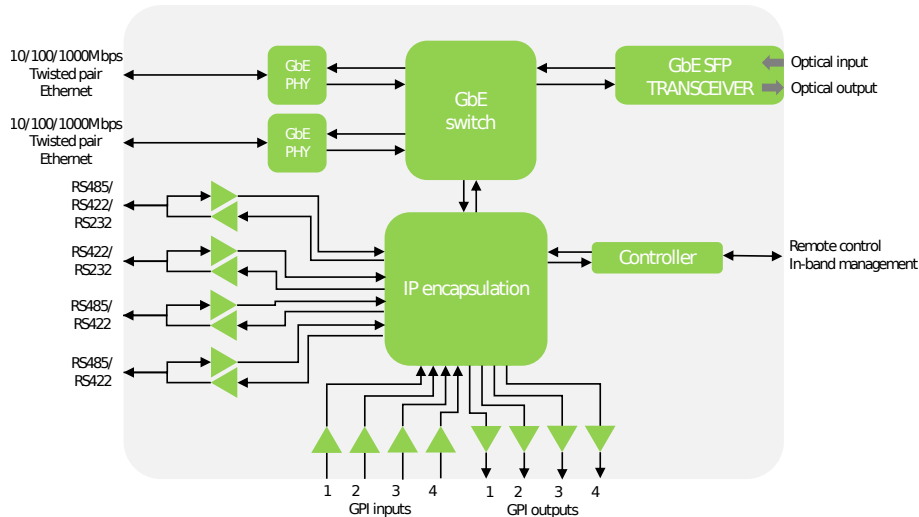 10/100/1000Mbps
Twisted pair
Ethernet
GbE
PHY
GbE
switch
GbE SFP
TRANSCEIVER
Optical input
Optical output
10/100/1000Mbps
Twisted pair
Ethernet
GbE
PHY
RS485/
RS422/
RS232
RS422/
RS232
RS485/
RS422
RS485/
RS422
IP encapsulation
Controller
Remote control
In-band management
1 2 3 4 1 2 3 4
GPI inputs GPI outputs